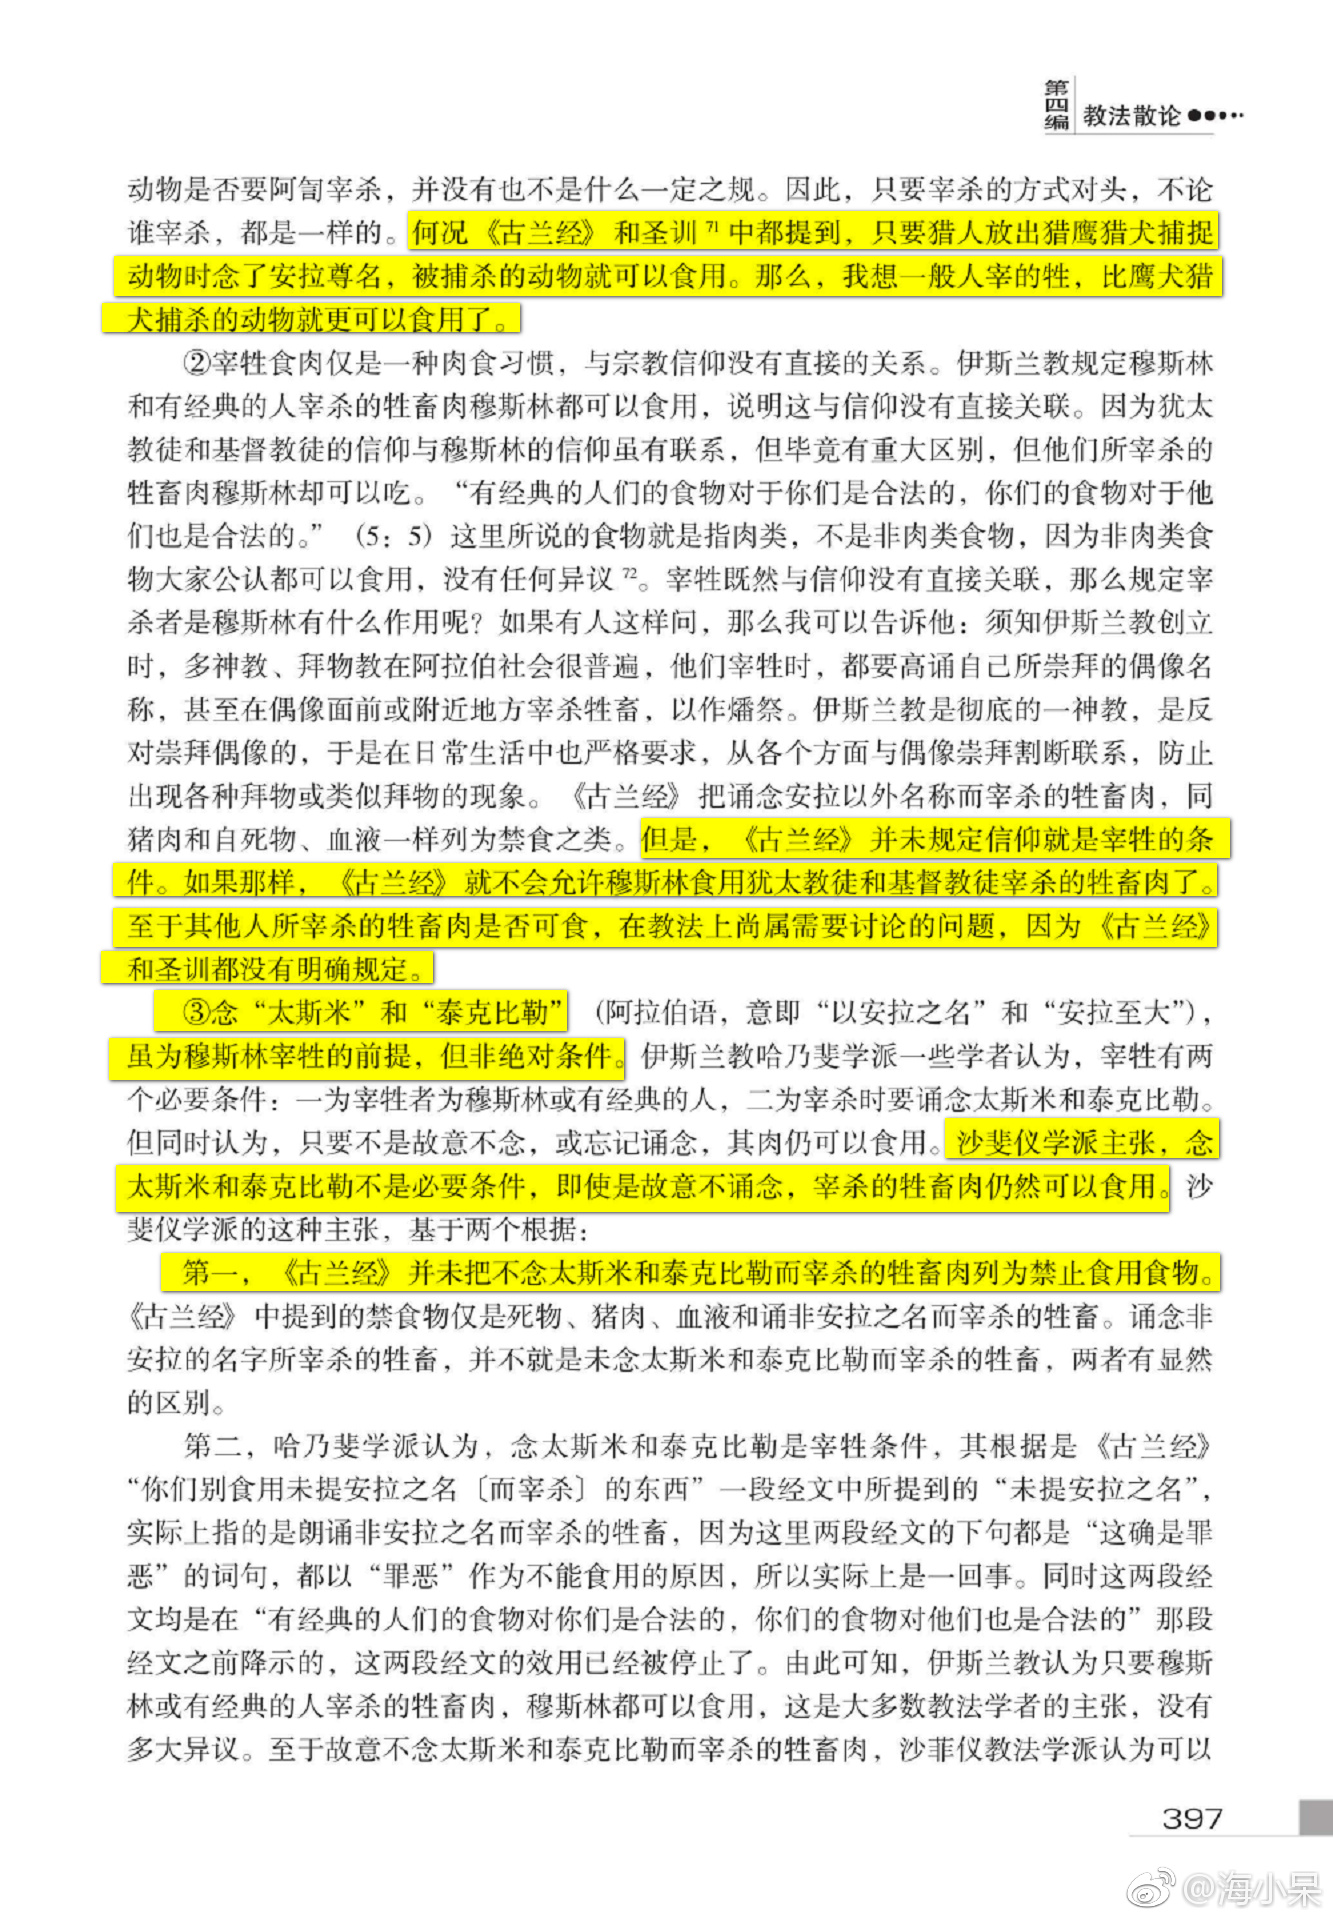 第四编
教法散论
动物是否要阿訇宰杀，并没有也不是什么一定之规。因此，只要宰杀的方式对头，不论
谁宰杀，都是一样的。何况《古兰经》和圣训71中都提到，只要猎人放出猎鹰猎犬捕捉
动物时念了安拉尊名，被捕杀的动物就可以食用。那么，我想一般人宰的牲，比鹰犬猎
犬捕杀的动物就更可以食用了。
②宰牲食肉仅是一种肉食习惯，与宗教信仰没有直接的关系。伊斯兰教规定穆斯林
和有经典的人宰杀的牲畜肉穆斯林都可以食用，说明这与信仰没有直接关联。因为犹太
教徒和基督教徒的信仰与穆斯林的信仰虽有联系，但毕竟有重大区别，但他们所宰杀的
牲畜肉穆斯林却可以吃。“有经典的人们的食物对于你们是合法的，你们的食物对于他
们也是合法的。”（5：5）这里所说的食物就是指肉类，不是非肉类食物，因为非肉类食
物大家公认都可以食用，没有任何异议72。宰牲既然与信仰没有直接关联，那么规定宰
杀者是穆斯林有什么作用呢？如果有人这样问，那么我可以告诉他：须知伊斯兰教创立
时，多神教、拜物教在阿拉伯社会很普遍，他们宰牲时，都要高诵自己所崇拜的偶像名
称，甚至在偶像面前或附近地方宰杀牲畜，以作燔祭。伊斯兰教是彻底的一神教，是反
对崇拜偶像的，于是在日常生活中也严格要求，从各个方面与偶像崇拜割断联系，防止
出现各种拜物或类似拜物的现象。《古兰经》把诵念安拉以外名称而宰杀的牲畜肉，同
猪肉和自死物、血液一样列为禁食之类。但是，《古兰经》并未规定信仰就是宰牲的条
件。如果那样，《古兰经》就不会允许穆斯林食用犹太教徒和基督教徒宰杀的牲畜肉了。
至于其他人所宰杀的牲畜肉是否可食，在教法上尚属需要讨论的问题，因为《古兰经》
和圣训都没有明确规定。
③念“太斯米”和“泰克比勒”（阿拉伯语，意即“以安拉之名”和“安拉至大”），
虽为穆斯林宰牲的前提，但非绝对条件。伊斯兰教哈乃斐学派一些学者认为，宰牲有两
个必要条件：一为宰牲者为穆斯林或有经典的人，二为宰杀时要诵念太斯米和泰克比勒。
但同时认为，只要不是故意不念，或忘记诵念，其肉仍可以食用。沙斐仪学派主张，念
太斯米和泰克比勒不是必要条件，即使是故意不诵念，宰杀的牲畜肉仍然可以食用。沙
斐仪学派的这种主张，基于两个根据：
第一，《古兰经》并未把不念太斯米和泰克比勒而宰杀的牲畜肉列为禁止食用食物。
《古兰经》中提到的禁食物仅是死物、猪肉、血液和诵非安拉之名而宰杀的牲畜。诵念非
安拉的名字所宰杀的牲畜，并不就是未念太斯米和泰克比勒而宰杀的牲畜，两者有显然
的区别。
第二，哈乃斐学派认为，念太斯米和泰克比勒是宰牲条件，其根据是《古兰经》
“你们别食用未提安拉之名〔而宰杀〕的东西”一段经文中所提到的“未提安拉之名”，
实际上指的是朗诵非安拉之名而宰杀的牲畜，因为这里两段经文的下句都是“这确是罪
恶”的词句，都以“罪恶”作为不能食用的原因，所以实际上是一回事。同时这两段经
文均是在“有经典的人们的食物对你们是合法的，你们的食物对他们也是合法的”那段
经文之前降示的，这两段经文的效用已经被停止了。由此可知，伊斯兰教认为只要穆斯
林或有经典的人宰杀的牲畜肉，穆斯林都可以食用，这是大多数教法学者的主张，没有
多大异议。至于故意不念太斯米和泰克比勒而宰杀的牲畜肉，沙菲仪教法学派认为可以
397
@海小呆